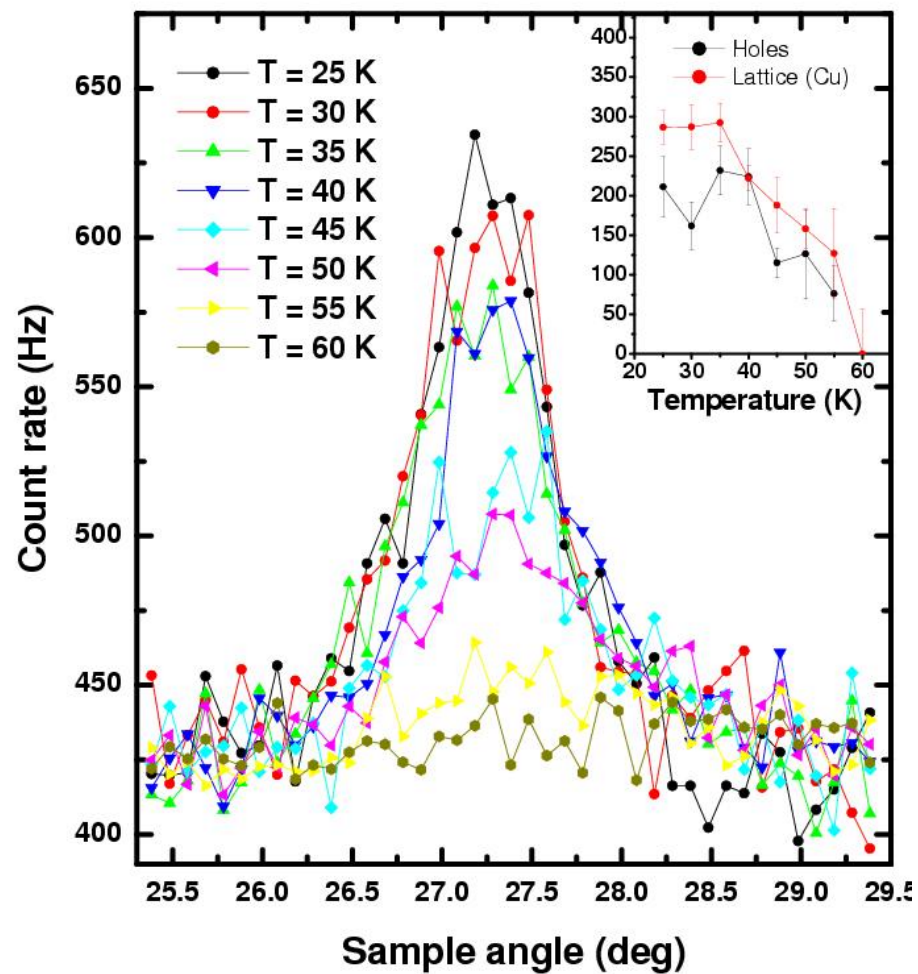 T = 25 K
T = 30 K
T = 35 K
T = 40 K
T = 45 K
T = 50 K
T = 55 K
T = 60 K
Holes
Lattice (Cu)
400
350
300
250
200
150
100
50
0
20 30 40 50 60
Temperature (K)
650
600
550
500
450
400
Count rate (Hz)
25.5 26.0 26.5 27.0 27.5 28.0 28.5 29.0 29.5
Sample angle (deg)